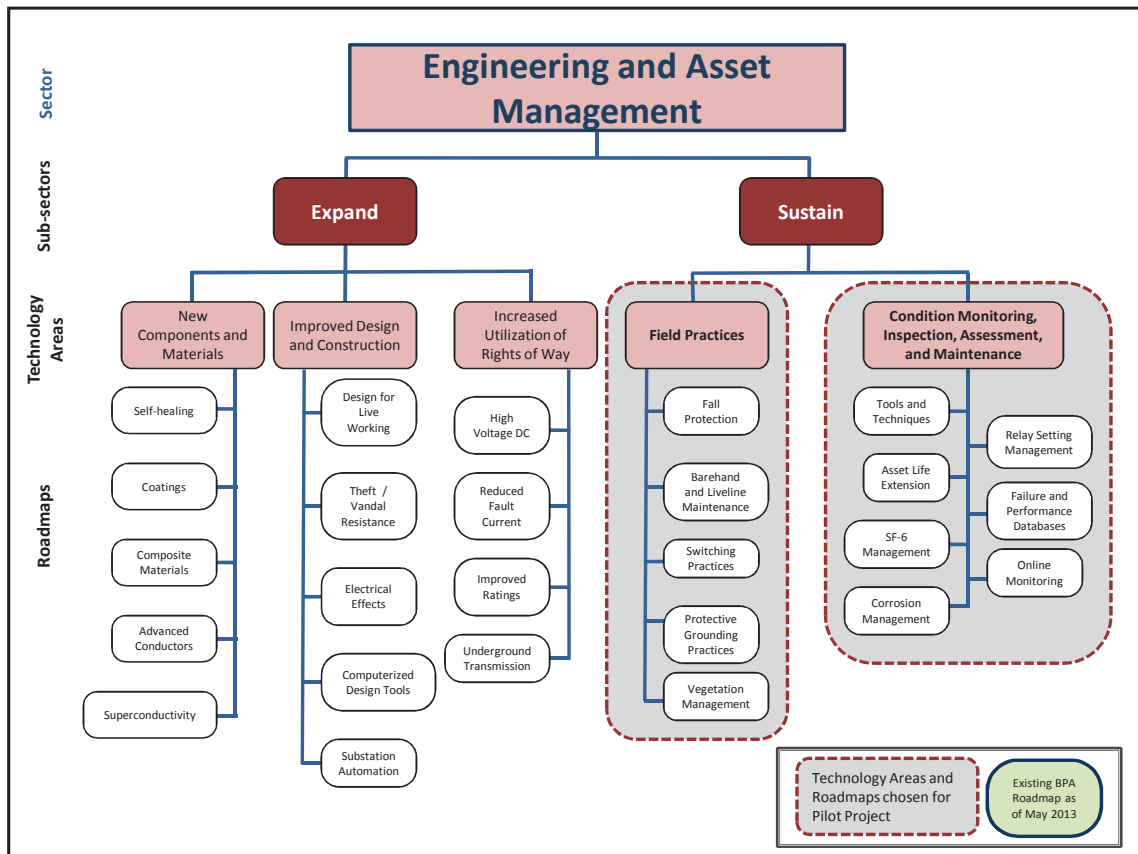 Sector
Engineering and Asset
Management
Sub-sectors
Expand
Sustain
Technology
Areas
New
Components and
Materials
Improved Design
and Construction
Increased
Utilization of
Rights of Way
Field Practices
Condition Monitoring,
Inspection, Assessment,
and Maintenance
Roadmaps
Self-healing
Coatings
Composite
Materials
Advanced
Conductors
Superconductivity
Design for
Live
Working
Theft /
Vandal
Resistance
Electrical
Effects
Computerized
Design Tools
Substation
Automation
High
Voltage DC
Reduced
Fault
Current
Improved
Ratings
Underground
Transmission
Fall
Protection
Barehand
and Liveline
Maintenance
Switching
Practices
Protective
Grounding
Practices
Vegetation
Management
Tools and
Techniques
Asset Life
Extension
SF-6
Management
Corrosion
Management
Relay Setting
Management
Failure and
Performance
Databases
Online
Monitoring
Technology Areas and
Roadmaps chosen for
Pilot Project
Existing BPA
Roadmap as
of May 2013